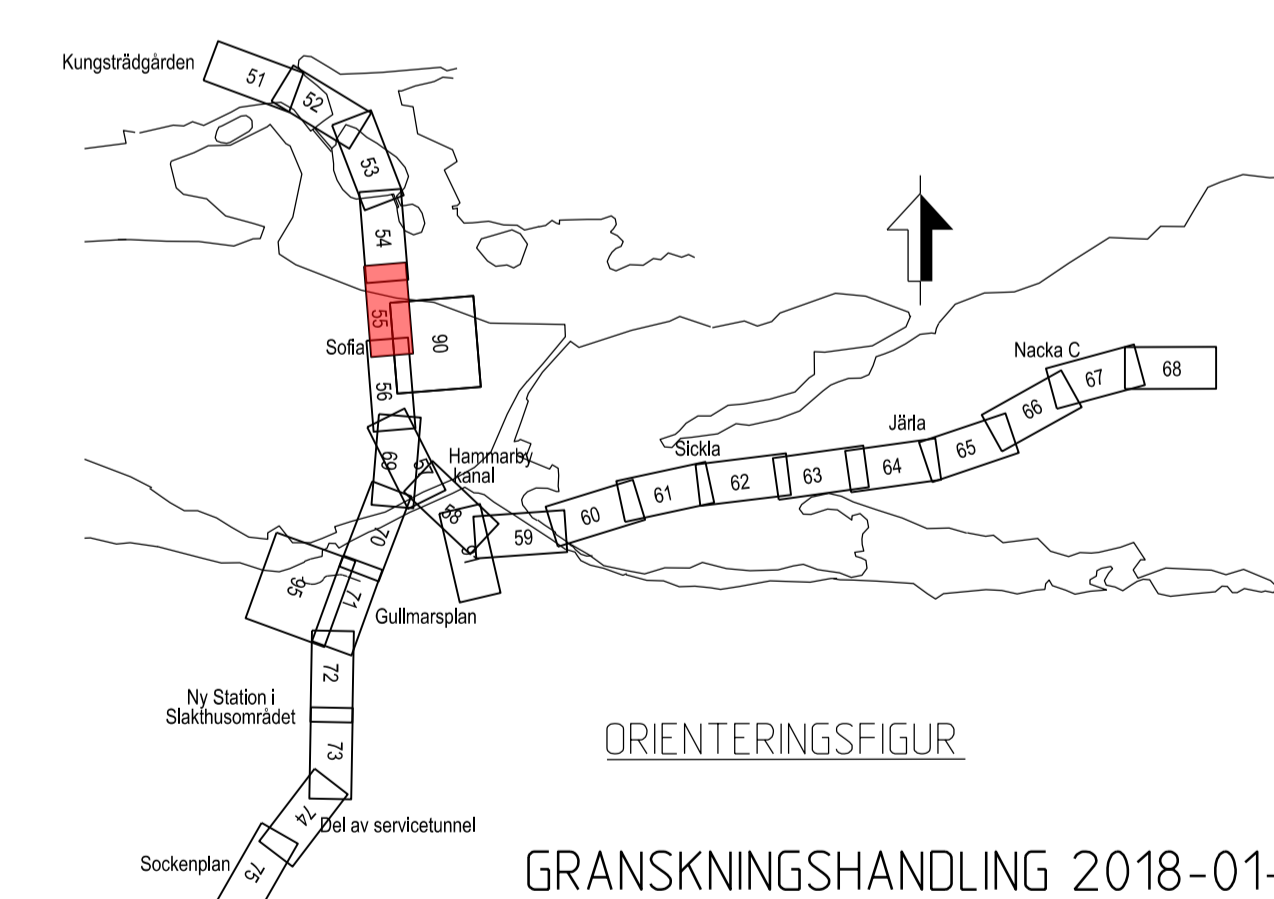 Kungsträdgården
51
52
53
54
55
Sofia
90
56
69
57
Hammarby
kanal
58
59
60
61
Sickla
62
63
64
Järla
65
66
Nacka C
67
68
70
95
71
Gullmarsplan
72
Ny Station i
Slakthusområdet
73
74
Del av servicetunnel
Sockenplan
75
ORIENTERINGSFIGUR
GRANSKNINGSHANDLING 2018-01-